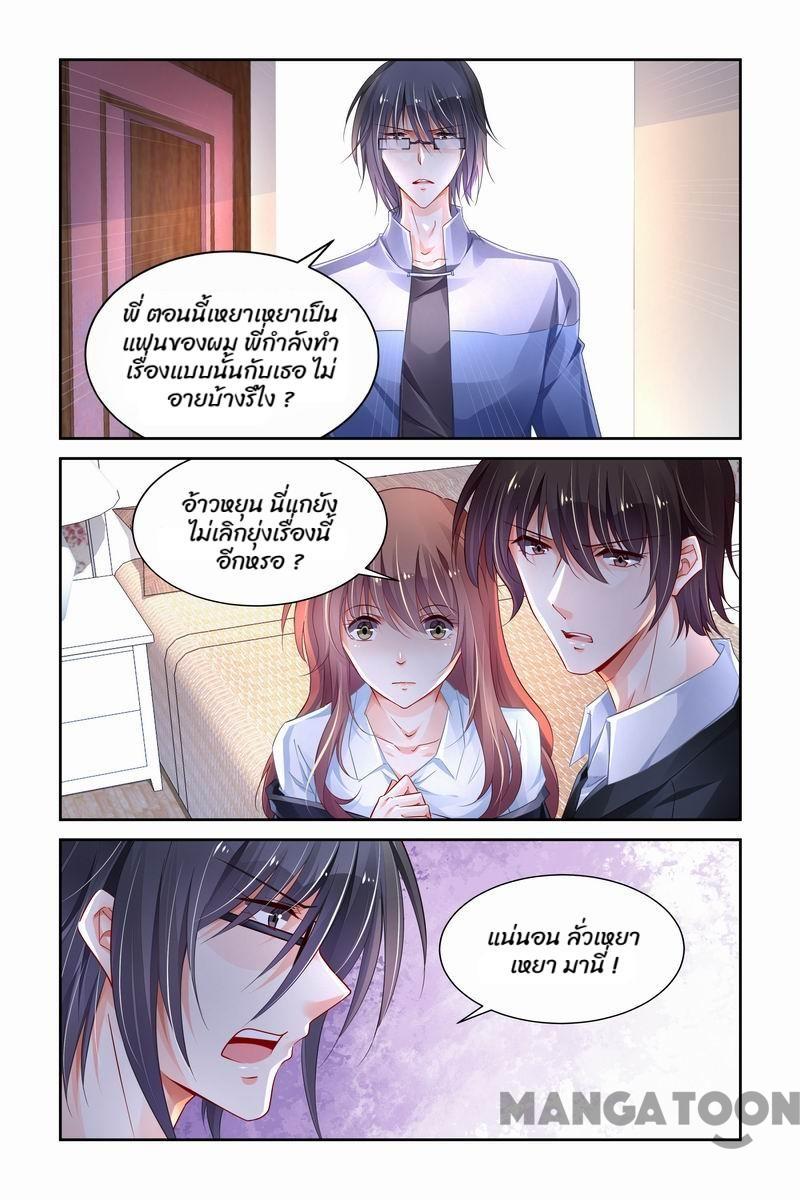 พี่ ตอนนี้เหยาเหยาเป็น
แฟนของผม พี่กำลังทำ
เรื่องแบบนั้นกับเธอ ไม่
อายบ้างรึไง ?
อ้าวหยุน นี่แกยัง
ไม่เลิกยุ่งเรื่องนี้
อีกหรอ ?
แน่นอน ลั่วเหยา
เหยา มานี่ !
MANGATOON